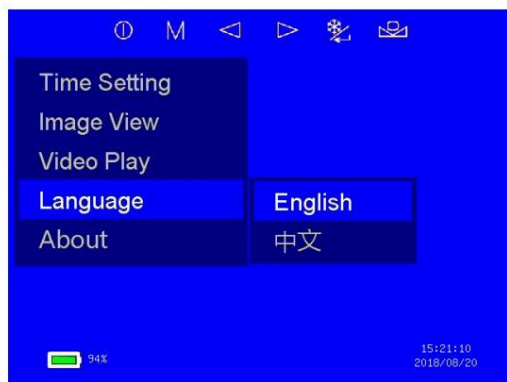 M
Time Setting
Image View
Video Play
Language
English
About
中文
94%
15:21:10
2018/08/20